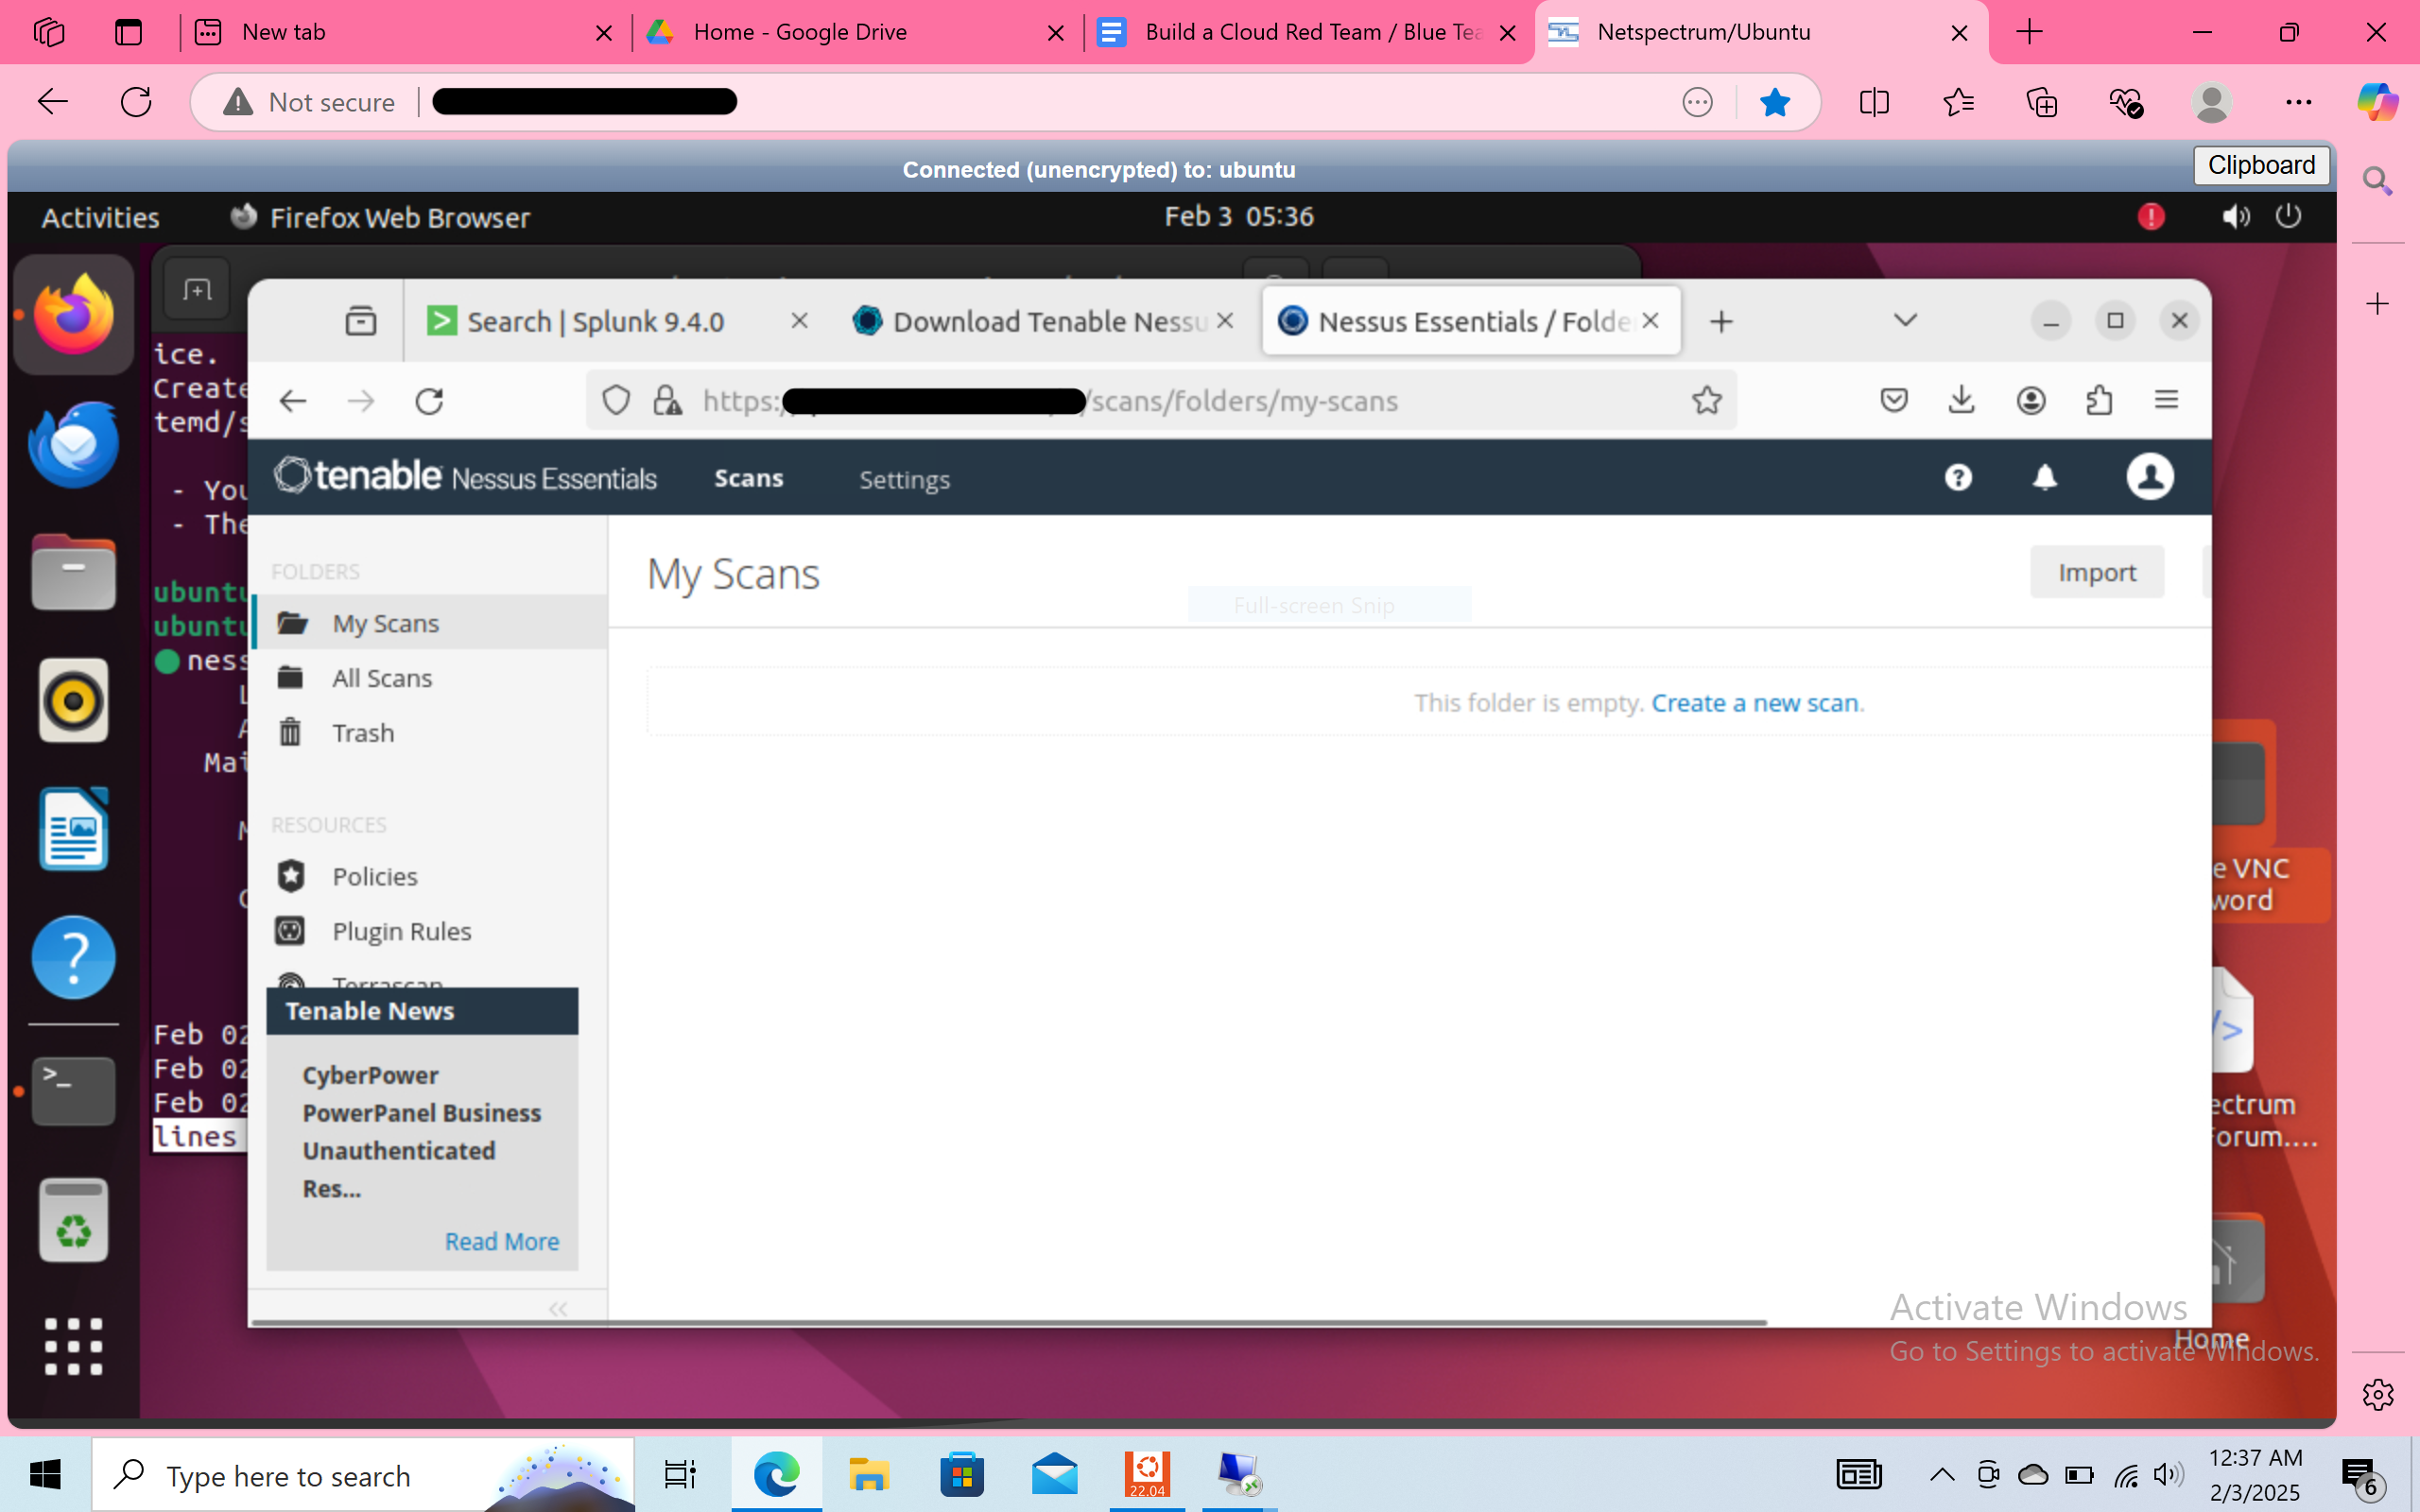 New tab
Home - Google Drive
Build a Cloud Red Team / Blue Tea
Netspectrum/Ubuntu
Not secure
Connected (unencrypted) to: ubuntu
Clipboard
Activities
Firefox Web Browser
Feb 3 05:36
Search | Splunk 9.4.0
Download Tenable Nessu
Nessus Essentials / Folde
https:
/scans/folders/my-scans
ice.
Create
temd/s
- You
- The
ubuntu
ubuntu
ness
L
A
Mai
M
C
Feb 02
Feb 02
Feb 02
lines
tenable Nessus Essentials
Scans
Settings
FOLDERS
My Scans
All Scans
Trash
RESOURCES
Policies
Plugin Rules
Terrascan
Tenable News
CyberPower
PowerPanel Business
Unauthenticated
Res...
Read More
My Scans
Import
Full-screen Snip
This folder is empty. Create a new scan.
e VNC
word
ectrum
Forum....
Home
Activate Windows
Go to Settings to activate Windows.
Type here to search
22.04
12:37 AM
2/3/2025
6